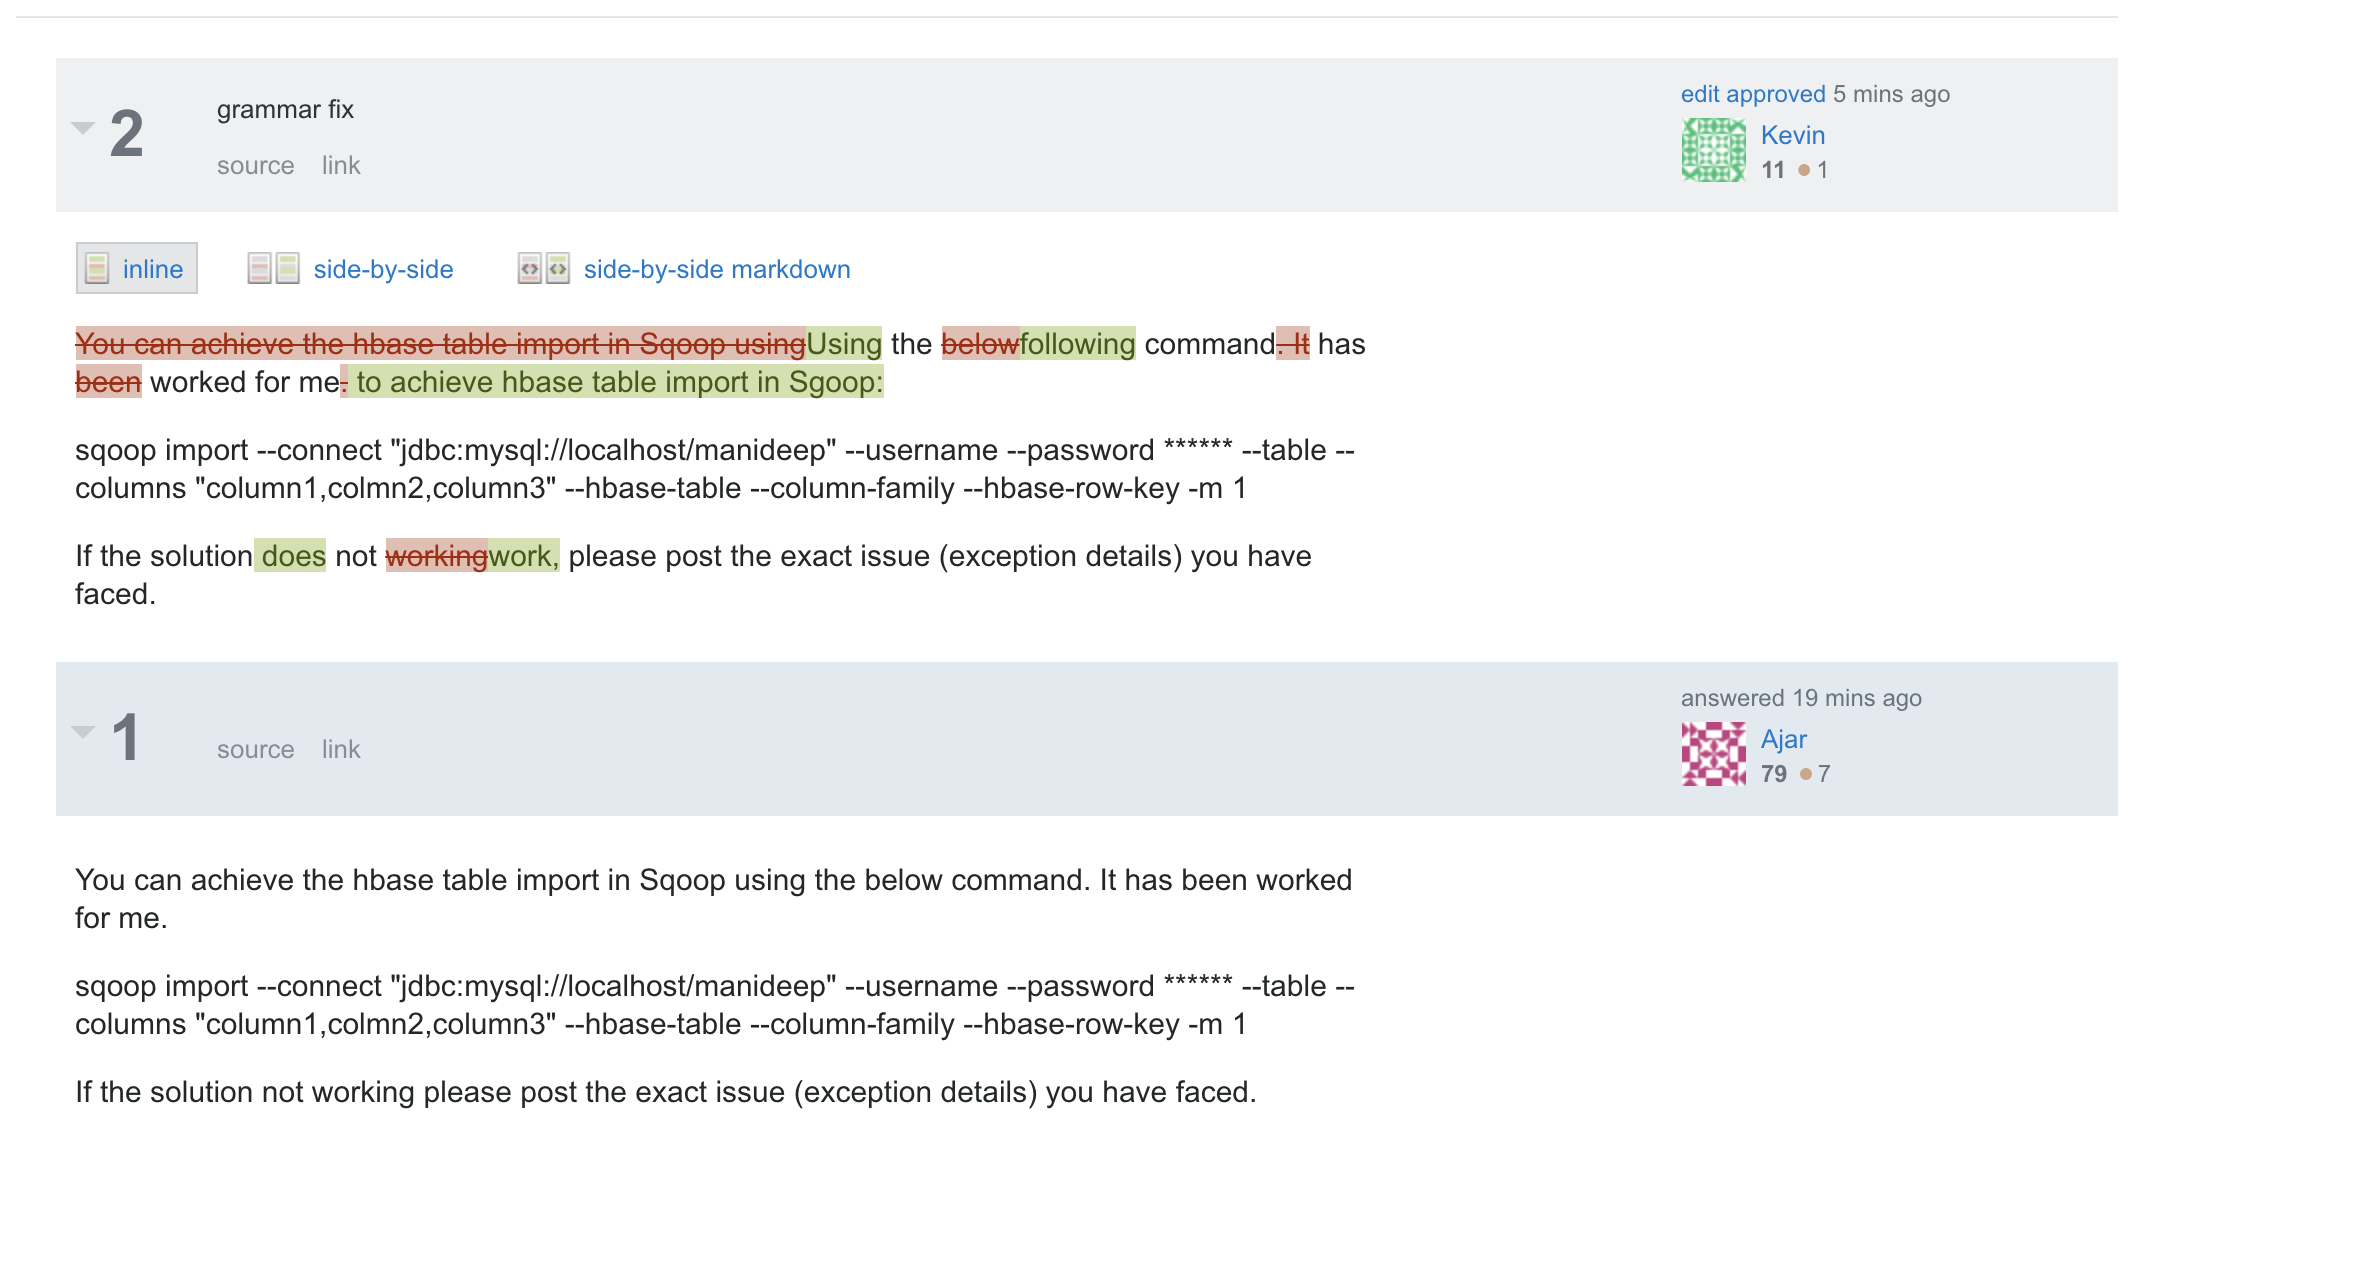 2
grammar fix
source link
edit approved 5 mins ago
Kevin
11 ● 1
inline side-by-side side-by-side markdown
You can achieve the hbase table import in Sqoop usingUsing the belowfollowing command. It has
been worked for me. to achieve hbase table import in Sgoop:
sqoop import --connect "jdbc:mysql://localhost/manideep" --username --password ****** --table --
columns "column1,colmn2,column3" --hbase-table --column-family --hbase-row-key -m 1
If the solution does not workingwork, please post the exact issue (exception details) you have
faced.
1
source link
answered 19 mins ago
Ajar
79 ● 7
You can achieve the hbase table import in Sqoop using the below command. It has been worked
for me.
sqoop import --connect "jdbc:mysql://localhost/manideep" --username --password ****** --table --
columns "column1,colmn2,column3" --hbase-table --column-family --hbase-row-key -m 1
If the solution not working please post the exact issue (exception details) you have faced.